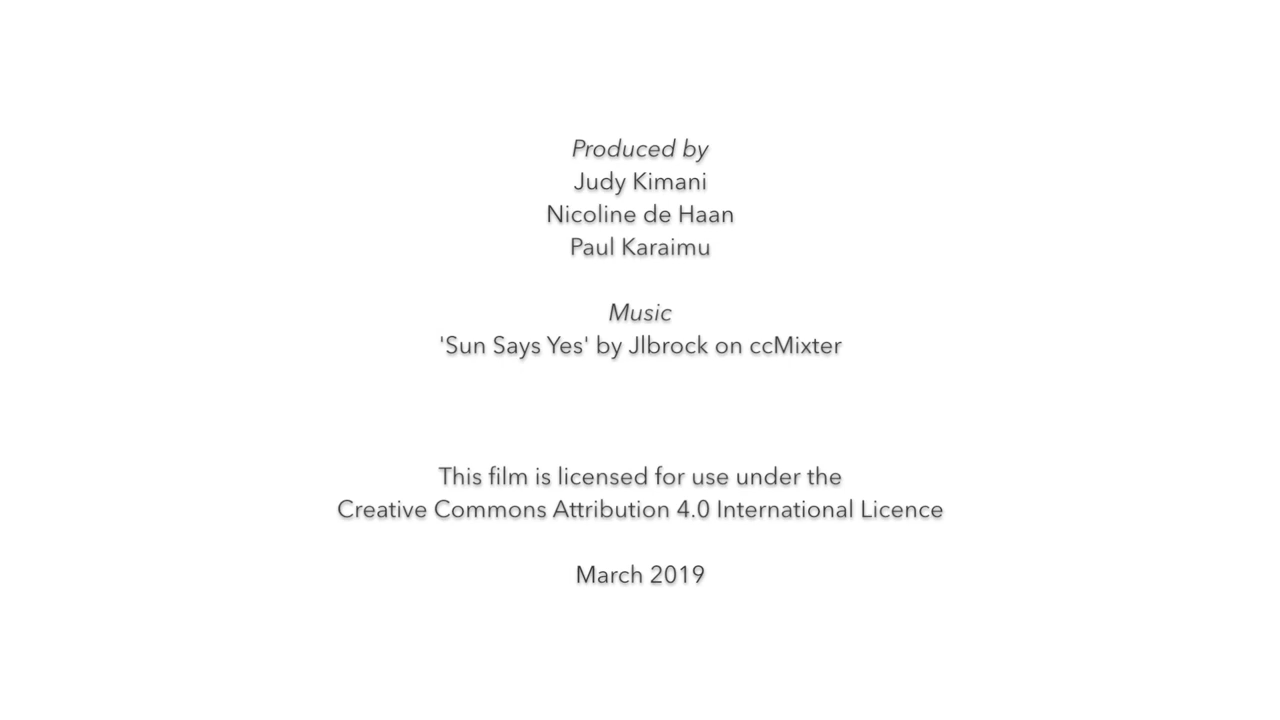 Produced by
Judy Kimani
Nicoline de Haan
Paul Karaimu
Music
'Sun Says Yes' by Jlbrock on ccMixter
This film is licensed for use under the
Creative Commons Attribution 4.0 International Licence
March 2019